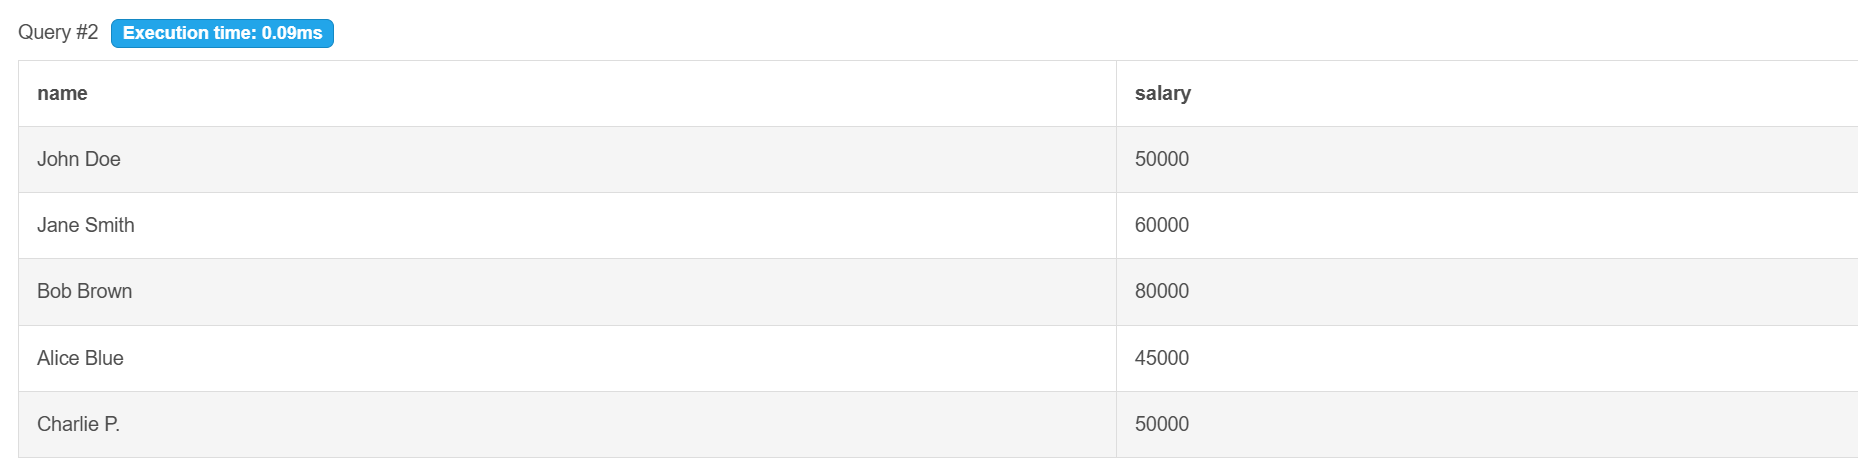 Query #2 Execution time: 0.09ms
name salary
John Doe 50000
Jane Smith 60000
Bob Brown 80000
Alice Blue 45000
Charlie P. 50000